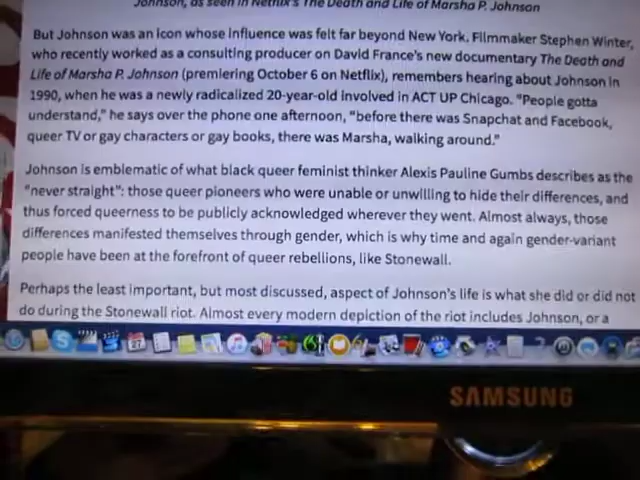 Johnson, as seen in Netflix's The Death and Life of Marsha P. Johnson
But Johnson was an icon whose influence was felt far beyond New York. Filmmaker Stephen Winter,
who recently worked as a consulting producer on David France's new documentary The Death and
Life of Marsha P. Johnson (premiering October 6 on Netflix), remembers hearing about Johnson in
1990, when he was a newly radicalized 20-year-old involved in ACT UP Chicago. "People gotta
understand," he says over the phone one afternoon, "before there was Snapchat and Facebook,
queer TV or gay characters or gay books, there was Marsha, walking around."
Johnson is emblematic of what black queer feminist thinker Alexis Pauline Gumbs describes as the
"never straight": those queer pioneers who were unable or unwilling to hide their differences, and
thus forced queerness to be publicly acknowledged wherever they went. Almost always, those
differences manifested themselves through gender, which is why time and again gender-variant
people have been at the forefront of queer rebellions, like Stonewall.
Perhaps the least important, but most discussed, aspect of Johnson's life is what she did or did not
do during the Stonewall riot. Almost every modern depiction of the riot includes Johnson, or a
27
SAMSUNG